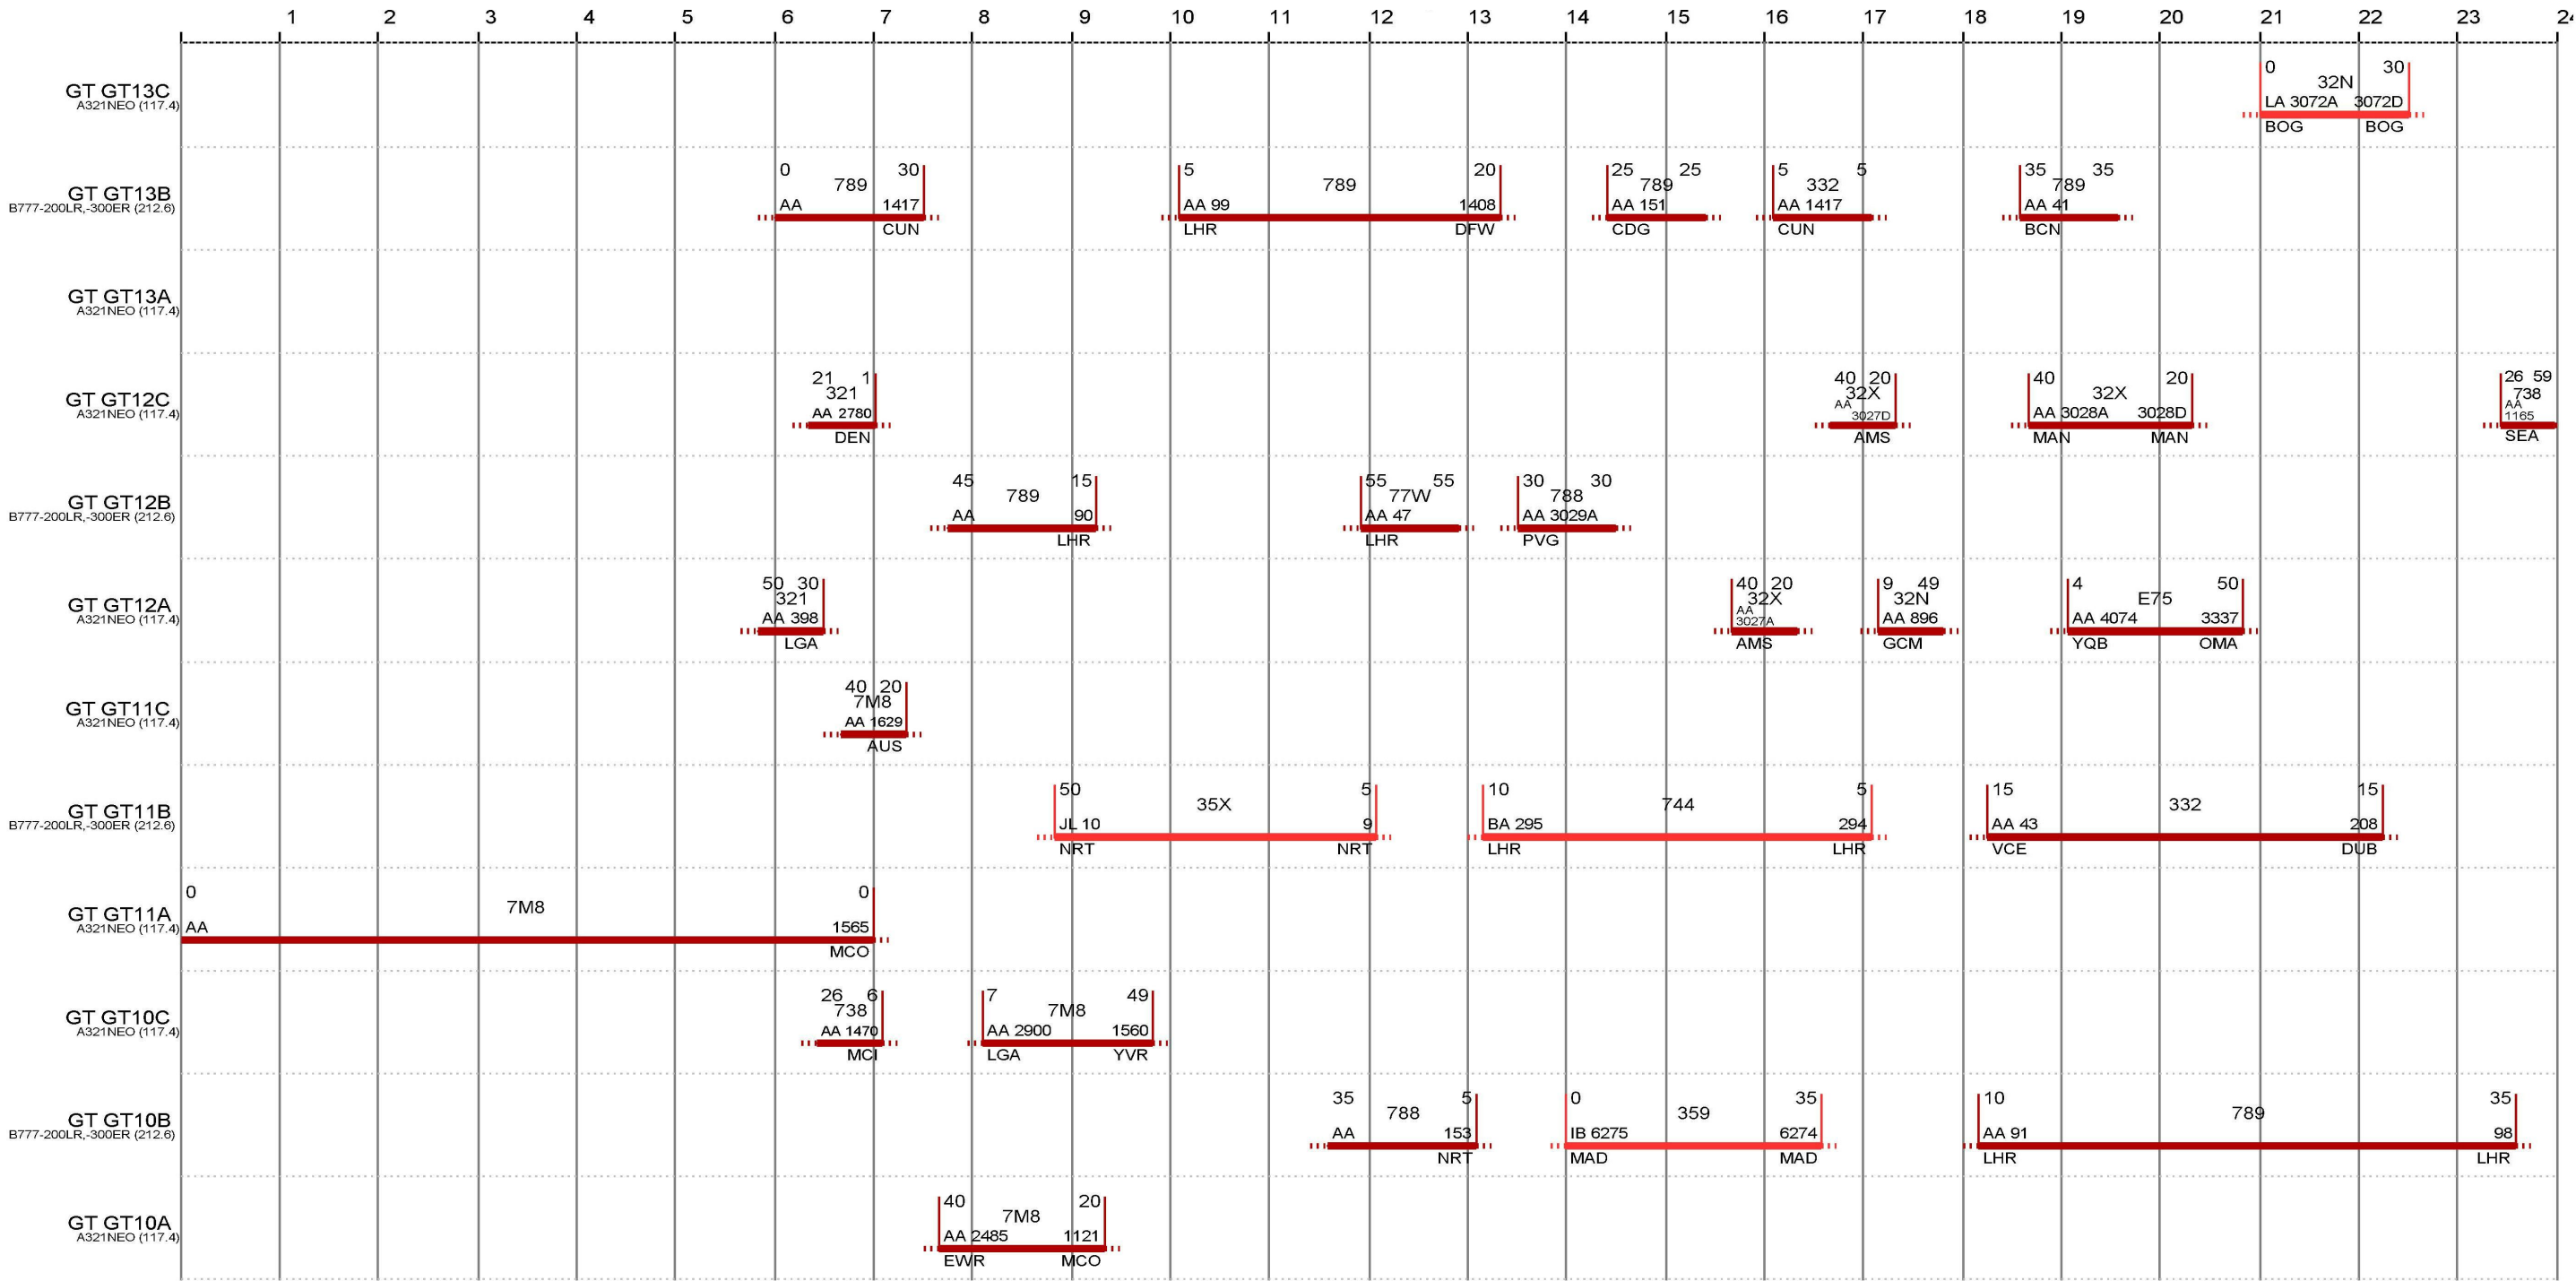 1 2 3 4 5 6 7 8 9 10 11 12 13 14 15 16 17 18 19 20 21 22 23
GT GT13C
A321NEO (117.4)
0 30
32N
LA 3072A 3072D
BOG BOG
GT GT13B
B777-200LR,-300ER (212.6)
0 30 5 20 25 25 5 5 35 35
789 789 789 332 789
AA 1417 AA 99 1408 AA 151 AA 1417 AA 41
CUN LHR DFW CDG CUN BCN
GT GT13A
A321NEO (117.4)
GT GT12C
A321NEO (117.4)
21 1 40 20 40 20 26 59
321 32X 32X 738
AA 2780 AA 3027D AA 3028A 3028D AA 1165
DEN AMS MAN MAN SEA
GT GT12B
B777-200LR,-300ER (212.6)
45 15 55 55 30 30
789 77W 788
AA 90 AA 47 AA 3029A
LHR LHR PVG
GT GT12A
A321NEO (117.4)
50 30 40 20 9 49 4 50
321 32X 32N E75
AA 398 AA 3027A AA 896 AA 4074 3337
LGA AMS GCM YQB OMA
GT GT11C
A321NEO (117.4)
40 20
7M8
AA 1629
AUS
GT GT11B
B777-200LR,-300ER (212.6)
50 5 10 5 15 15
35X 744 332
JL 10 9 BA 295 294 AA 43 208
NRT NRT LHR LHR VCE DUB
GT GT11A
A321NEO (117.4)
0 0
7M8
AA 1565
MCO
GT GT10C
A321NEO (117.4)
26 6 7 49
738 7M8
AA 1470 AA 2900 1560
MCI LGA YVR
GT GT10B
B777-200LR,-300ER (212.6)
35 5 0 35 10 35
788 359 789
AA 153 IB 6275 6274 AA 91 98
NRT MAD MAD LHR LHR
GT GT10A
A321NEO (117.4)
40 20
7M8
AA 2485 1121
EWR MCO